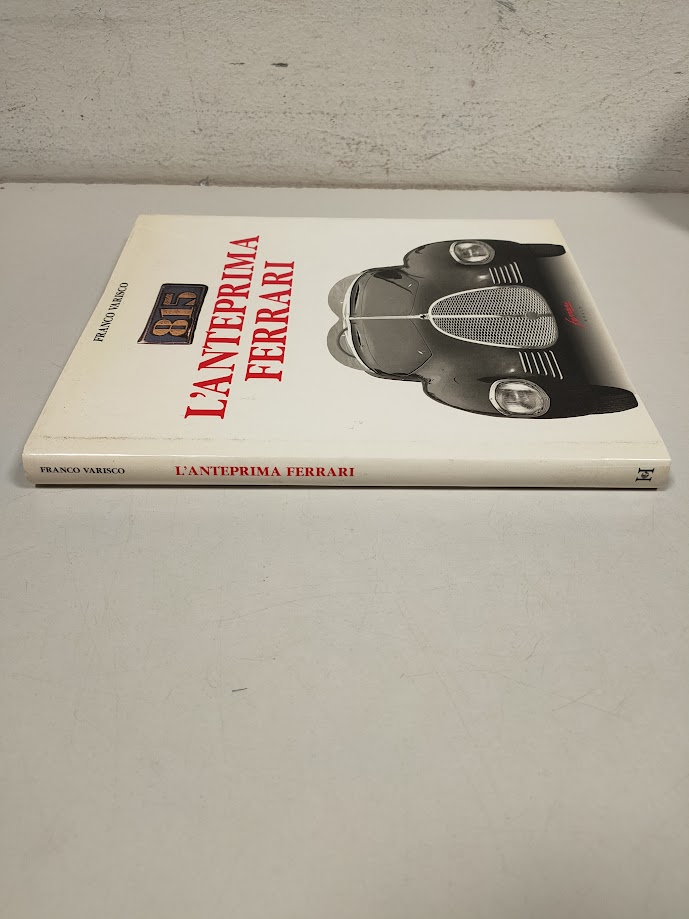 FRANCO VARISCO
815
L'ANTEPRIMA
FERRARI
FRANCO VARISCO
L'ANTEPRIMA FERRARI